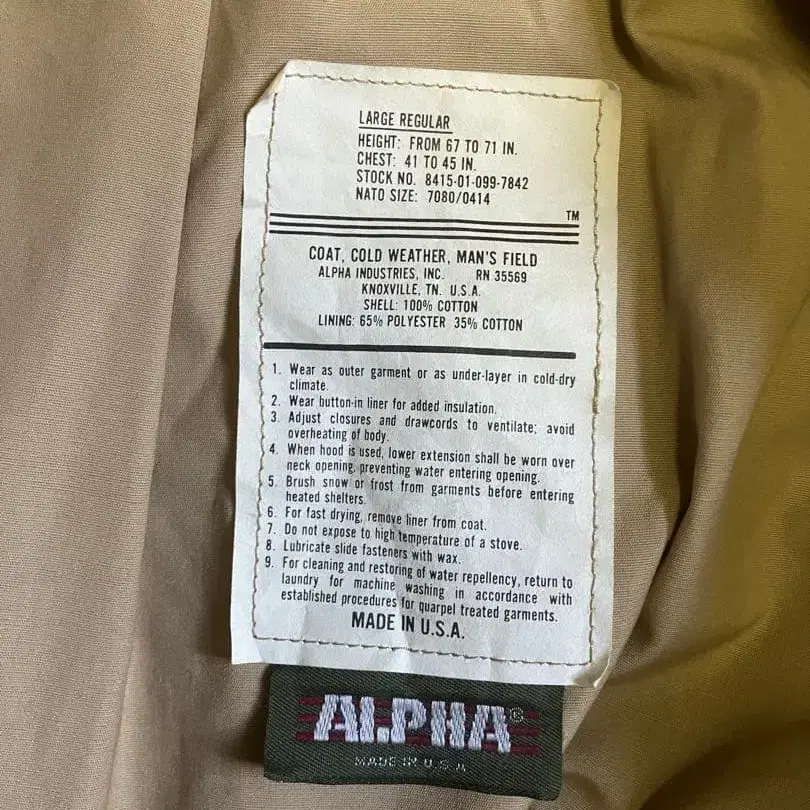 LARGE REGULAR
HEIGHT: FROM 67 TO 71 IN.
CHEST: 41 TO 45 IN.
STOCK NO. 8415-01-099-7842
NATO SIZE: 7080/0414
TM
COAT, COLD WEATHER, MAN'S FIELD
ALPHA INDUSTRIES, INC. RN 35569
KNOXVILLE, TN. U.S.A.
SHELL: 100% COTTON
LINING: 65% POLYESTER 35% COTTON
1. Wear as outer garment or as under-layer in cold-dry
climate.
2. Wear button-in liner for added insulation.
3. Adjust closures and drawcords to ventilate; avoid
overheating of body.
4. When hood is used, lower extension shall be worn over
neck opening, preventing water entering opening.
5. Brush snow or frost from garments before entering
heated shelters.
6. For fast drying, remove liner from coat.
7. Do not expose to high temperature of a stove.
8. Lubricate slide fasteners with wax.
9. For cleaning and restoring of water repellency, return to
laundry for machine washing in accordance with
established procedures for quarpel treated garments.
MADE IN U.S.A.
ALPHA®
MADE IN U.S.A